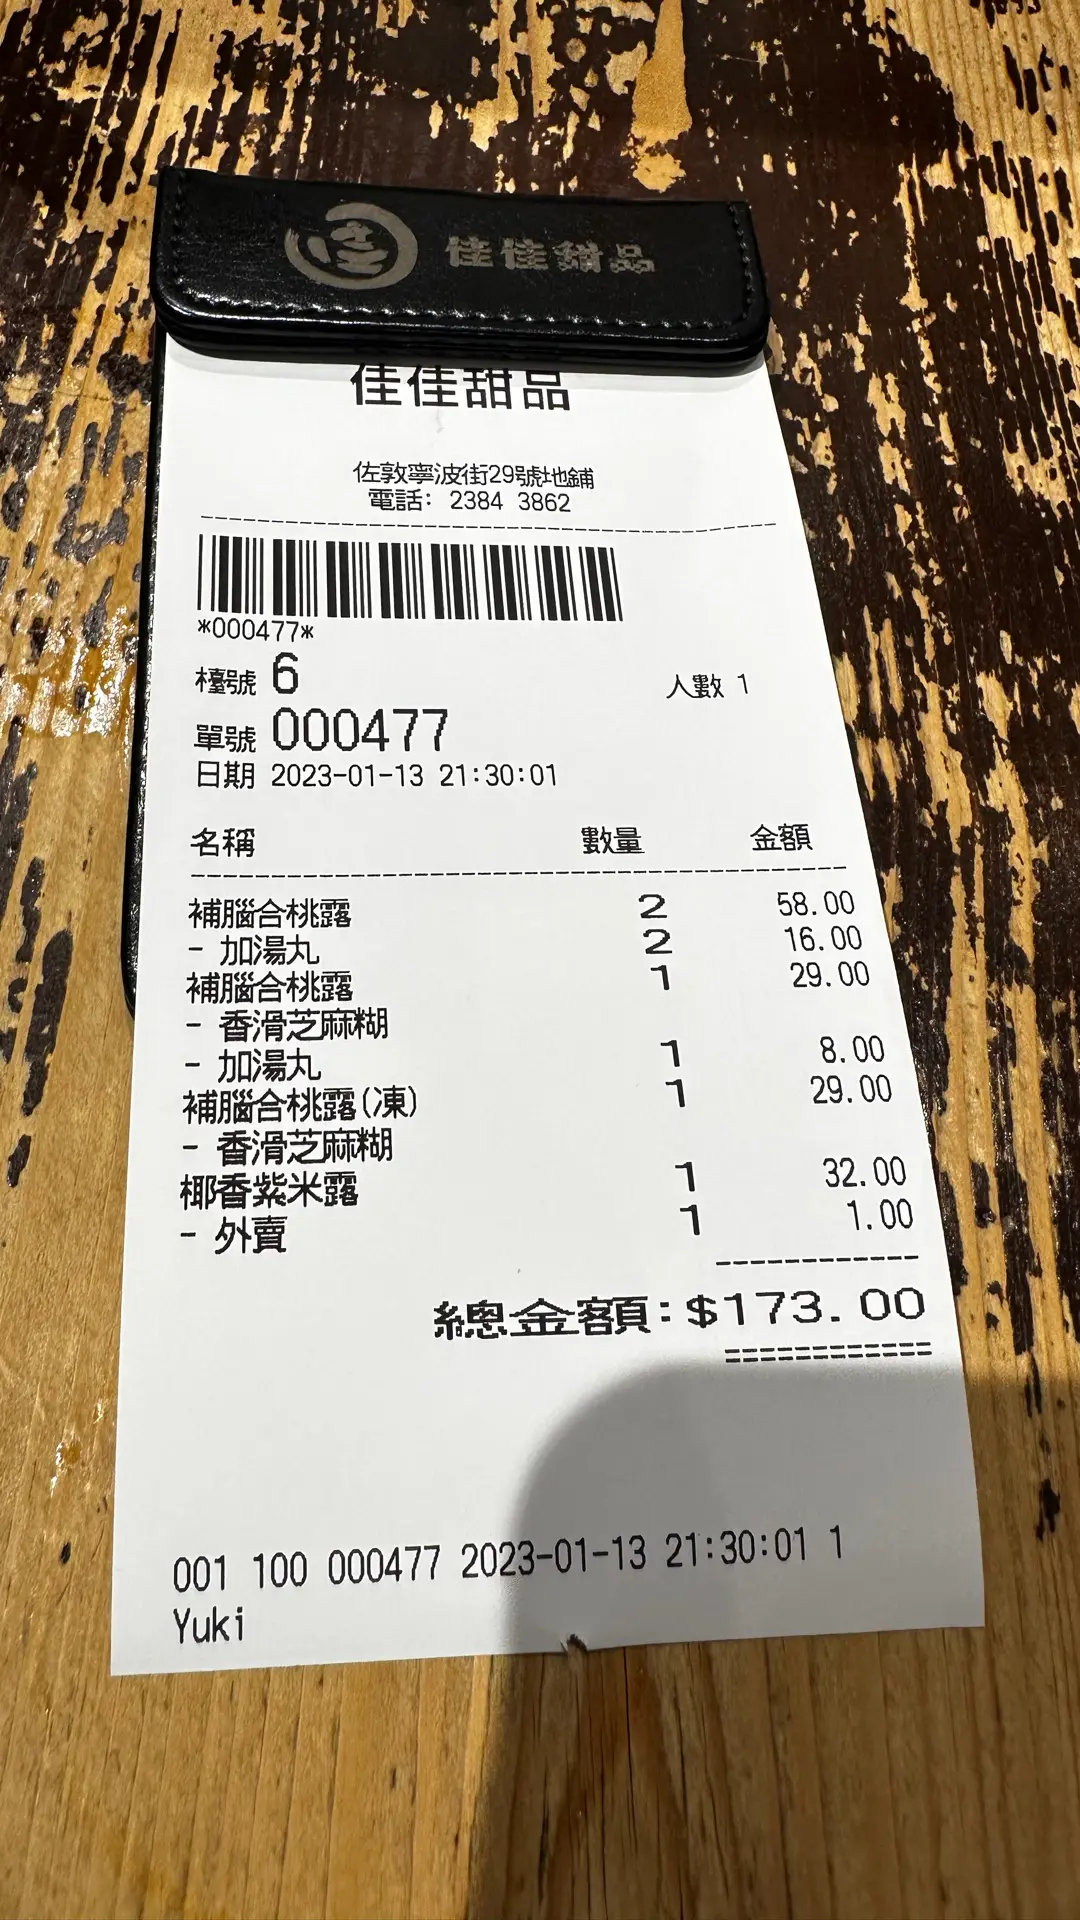 佳佳甜品
佳佳甜品
佐敦寧波街29號地鋪
電話: 2384 3862
*000477*
檯號 6 人數 1
單號 000477
日期 2023-01-13 21:30:01
名稱 數量 金額
補腦合桃露 2 58.00
- 加湯丸 2 16.00
補腦合桃露 1 29.00
- 香滑芝麻糊
- 加湯丸 1 8.00
補腦合桃露(凍) 1 29.00
- 香滑芝麻糊
椰香紫米露 1 32.00
- 外賣 1 1.00
總金額:$173.00
001 100 000477 2023-01-13 21:30:01 1
Yuki